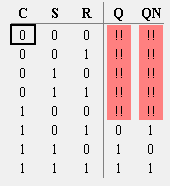 C S R Q QN
0 0 0 !! !!
0 0 1 !! !!
0 1 0 !! !!
0 1 1 !! !!
1 0 0 !! !!
1 0 1 0 1
1 1 0 1 0
1 1 1 1 1